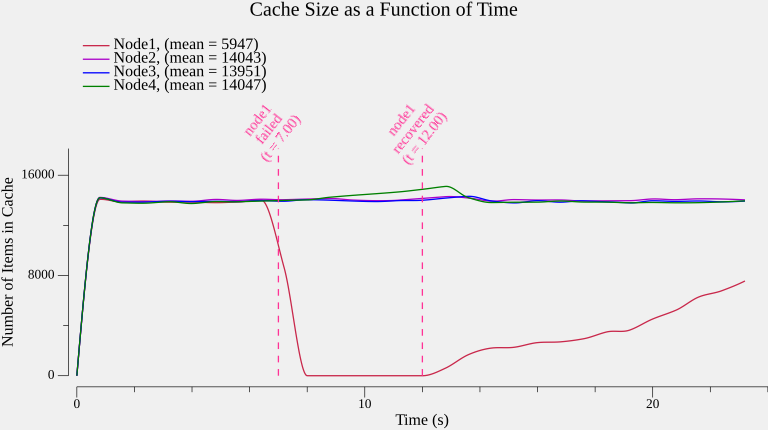 Cache Size as a Function of Time
Node1, (mean = 5947)
Node2, (mean = 14043)
Node3, (mean = 13951)
Node4, (mean = 14047)
node1
failed
(t = 7.00)
node1
recovered
(t = 12.00)
Number of Items in Cache
16000
8000
0
0
10
20
Time (s)